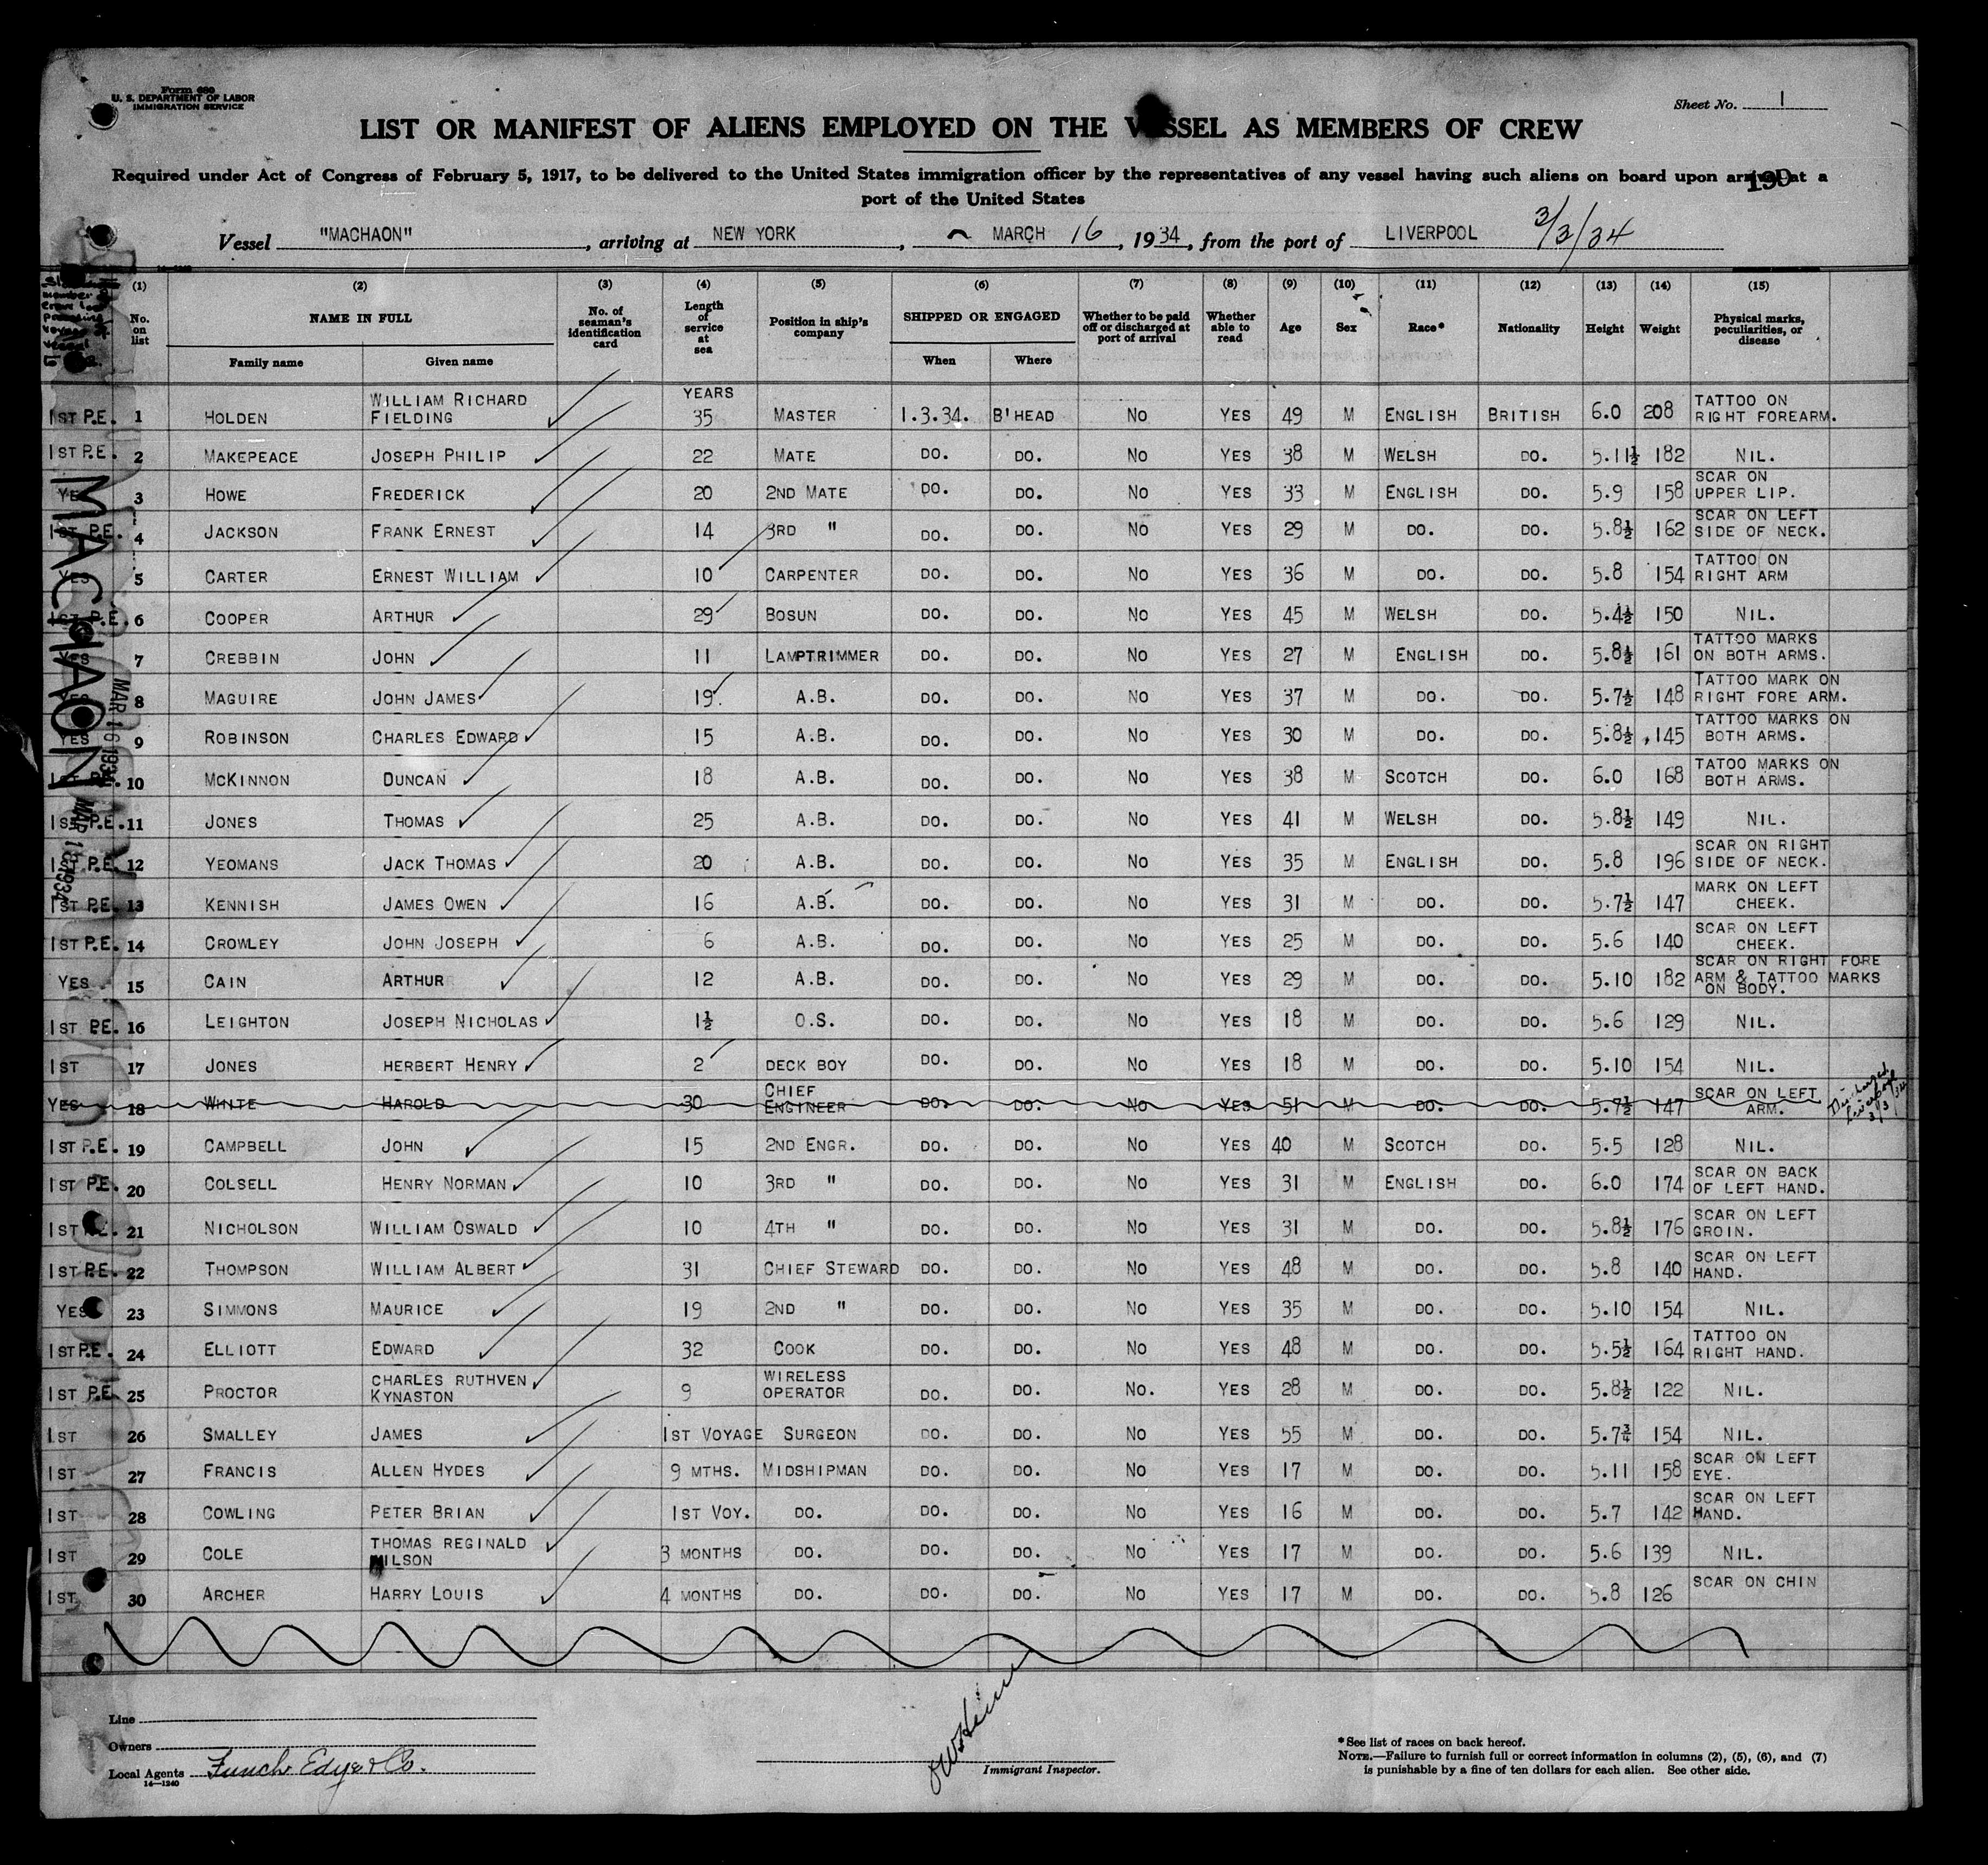 Form 680
U. S. DEPARTMENT OF LABOR
IMMIGRATION SERVICE
Sheet No. 1
LIST OR MANIFEST OF ALIENS EMPLOYED ON THE VESSEL AS MEMBERS OF CREW
Required under Act of Congress of February 5, 1917, to be delivered to the United States immigration officer by the representatives of any vessel having such aliens on board upon arrival at a
port of the United States
190
Vessel "MACHAON", arriving at NEW YORK, MARCH 16, 1934, from the port of LIVERPOOL 3/3/34
(1) (2) (3) (4) (5) (6) (7) (8) (9) (10) (11) (12) (13) (14) (15)
No. on list NAME IN FULL Family name Given name No. of seaman's identification card Length of service at sea Position in ship's company SHIPPED OR ENGAGED When Where Whether to be paid off or discharged at port of arrival Whether able to read Age Sex Race* Nationality Height Weight Physical marks, peculiarities, or disease
1ST P.E. 1 HOLDEN WILLIAM RICHARD FIELDING YEARS 35 MASTER 1.3.34. B'HEAD NO YES 49 M ENGLISH BRITISH 6.0 208 TATTOO ON RIGHT FOREARM.
1ST P.E. 2 MAKEPEACE JOSEPH PHILIP 22 MATE DO. DO. NO YES 38 M WELSH DO. 5.11½ 182 NIL.
YES 3 HOWE FREDERICK 20 2ND MATE DO. DO. NO YES 33 M ENGLISH DO. 5.9 158 SCAR ON UPPER LIP.
1ST P.E. 4 JACKSON FRANK ERNEST 14 3RD " DO. DO. NO YES 29 M DO. DO. 5.8½ 162 SCAR ON LEFT SIDE OF NECK.
YES 5 CARTER ERNEST WILLIAM 10 CARPENTER DO. DO. NO YES 36 M DO. DO. 5.8 154 TATTOO ON RIGHT ARM
1ST P.E. 6 COOPER ARTHUR 29 BOSUN DO. DO. NO YES 45 M WELSH DO. 5.4½ 150 NIL.
YES 7 CREBBIN JOHN 11 LAMPTRIMMER DO. DO. NO YES 27 M ENGLISH DO. 5.8½ 161 TATTOO MARKS ON BOTH ARMS.
YES 8 MAGUIRE JOHN JAMES 19. A.B. DO. DO. NO YES 37 M DO. DO. 5.7½ 148 TATTOO MARK ON RIGHT FORE ARM.
YES 9 ROBINSON CHARLES EDWARD 15 A.B. DO. DO. NO YES 30 M DO. DO. 5.8½ 145 TATTOO MARKS ON BOTH ARMS.
1ST P.E. 10 MCKINNON DUNCAN 18 A.B. DO. DO. NO YES 38 M SCOTCH DO. 6.0 168 TATOO MARKS ON BOTH ARMS.
1ST P.E. 11 JONES THOMAS 25 A.B. DO. DO. NO YES 41 M WELSH DO. 5.8½ 149 NIL.
1ST P.E. 12 YEOMANS JACK THOMAS 20 A.B. DO. DO. NO YES 35 M ENGLISH DO. 5.8 196 SCAR ON RIGHT SIDE OF NECK.
1ST P.E. 13 KENNISH JAMES OWEN 16 A.B. DO. DO. NO YES 31 M DO. DO. 5.7½ 147 MARK ON LEFT CHEEK.
1ST P.E. 14 CROWLEY JOHN JOSEPH 6 A.B. DO. DO. NO YES 25 M DO. DO. 5.6 140 SCAR ON LEFT CHEEK.
YES 15 CAIN ARTHUR 12 A.B. DO. DO. NO YES 29 M DO. DO. 5.10 182 SCAR ON RIGHT FORE ARM & TATTOO MARKS ON BODY.
1ST P.E. 16 LEIGHTON JOSEPH NICHOLAS 1½ O.S. DO. DO. NO YES 18 M DO. DO. 5.6 129 NIL.
1ST 17 JONES HERBERT HENRY 2 DECK BOY DO. DO. NO YES 18 M DO. DO. 5.10 154 NIL.
YES 18 WHITE HAROLD 30 CHIEF ENGINEER DO. DO. NO YES 51 M DO. DO. 5.7½ 147 SCAR ON LEFT ARM. Discharged Liverpool 3/3/34
1ST P.E. 19 CAMPBELL JOHN 15 2ND ENGR. DO. DO. NO YES 40 M SCOTCH DO. 5.5 128 NIL.
1ST P.E. 20 COLSELL HENRY NORMAN 10 3RD " DO. DO. NO YES 31 M ENGLISH DO. 6.0 174 SCAR ON BACK OF LEFT HAND.
1ST P.E. 21 NICHOLSON WILLIAM OSWALD 10 4TH " DO. DO. NO YES 31 M DO. DO. 5.8½ 176 SCAR ON LEFT GROIN.
1ST P.E. 22 THOMPSON WILLIAM ALBERT 31 CHIEF STEWARD DO. DO. NO YES 48 M DO. DO. 5.8 140 SCAR ON LEFT HAND.
YES 23 SIMMONS MAURICE 19 2ND " DO. DO. NO YES 35 M DO. DO. 5.10 154 NIL.
1ST P.E. 24 ELLIOTT EDWARD 32 COOK DO. DO. NO YES 48 M DO. DO. 5.5½ 164 TATTOO ON RIGHT HAND.
1ST P.E. 25 PROCTOR CHARLES RUTHVEN KYNASTON 9 WIRELESS OPERATOR DO. DO. NO. YES 28 M DO. DO. 5.8½ 122 NIL.
1ST 26 SMALLEY JAMES 1ST VOYAGE SURGEON DO. DO. NO YES 55 M DO. DO. 5.7¾ 154 NIL.
1ST 27 FRANCIS ALLEN HYDES 9 MTHS. MIDSHIPMAN DO. DO. NO YES 17 M DO. DO. 5.11 158 SCAR ON LEFT EYE.
1ST 28 COWLING PETER BRIAN 1ST VOY. DO. DO. DO. NO YES 16 M DO. DO. 5.7 142 SCAR ON LEFT HAND.
1ST 29 COLE THOMAS REGINALD WILSON 3 MONTHS DO. DO. DO. NO YES 17 M DO. DO. 5.6 139 NIL.
1ST 30 ARCHER HARRY LOUIS 4 MONTHS DO. DO. DO. NO YES 17 M DO. DO. 5.8 126 SCAR ON CHIN
MACHAON
MAR 16 1934
MAR 16 1934
Line
Owners
Local Agents Funch Edye & Co.
14—1240
Immigrant Inspector.
*See list of races on back hereof.
NOTE.—Failure to furnish full or correct information in columns (2), (5), (6), and (7)
is punishable by a fine of ten dollars for each alien. See other side.